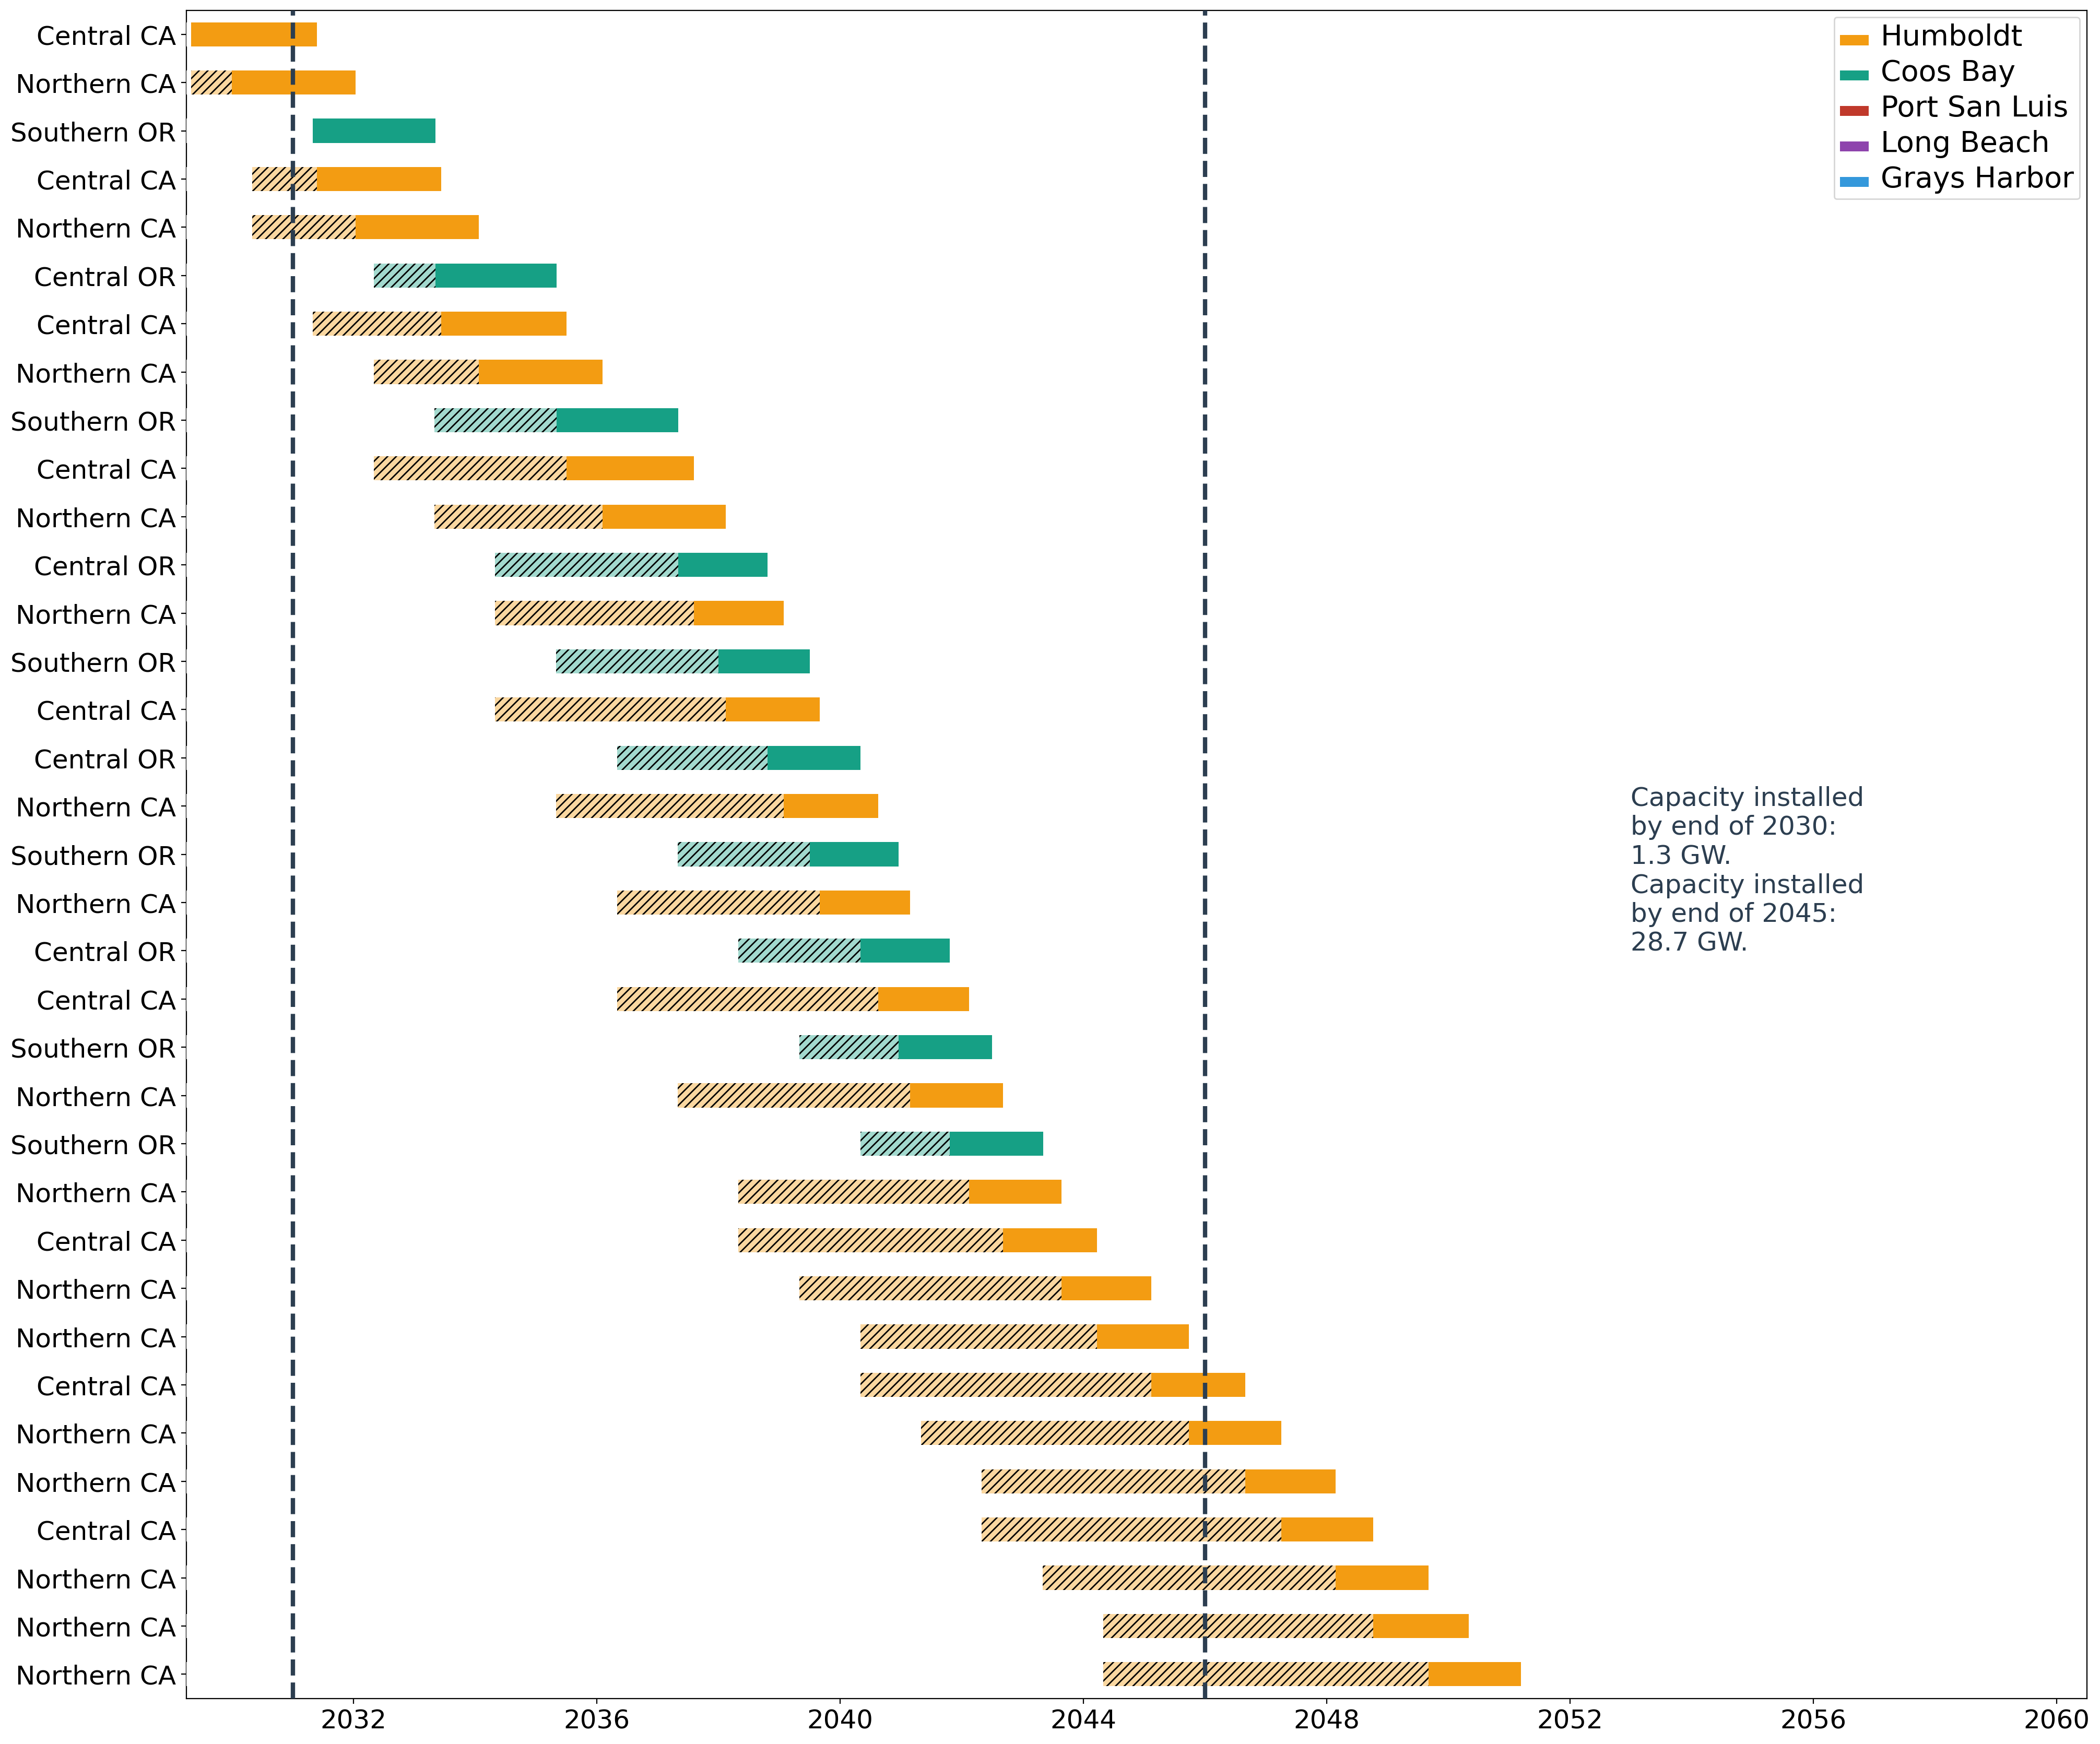 Central CA
Northern CA
Southern OR
Central CA
Northern CA
Central OR
Central CA
Northern CA
Southern OR
Central CA
Northern CA
Central OR
Northern CA
Southern OR
Central CA
Central OR
Northern CA
Southern OR
Northern CA
Central OR
Central CA
Southern OR
Northern CA
Southern OR
Northern CA
Central CA
Northern CA
Northern CA
Central CA
Northern CA
Northern CA
Central CA
Northern CA
Northern CA
Northern CA
Humboldt
Coos Bay
Port San Luis
Long Beach
Grays Harbor
Capacity installed
by end of 2030:
1.3 GW.
Capacity installed
by end of 2045:
28.7 GW.
2032 2036 2040 2044 2048 2052 2056 2060